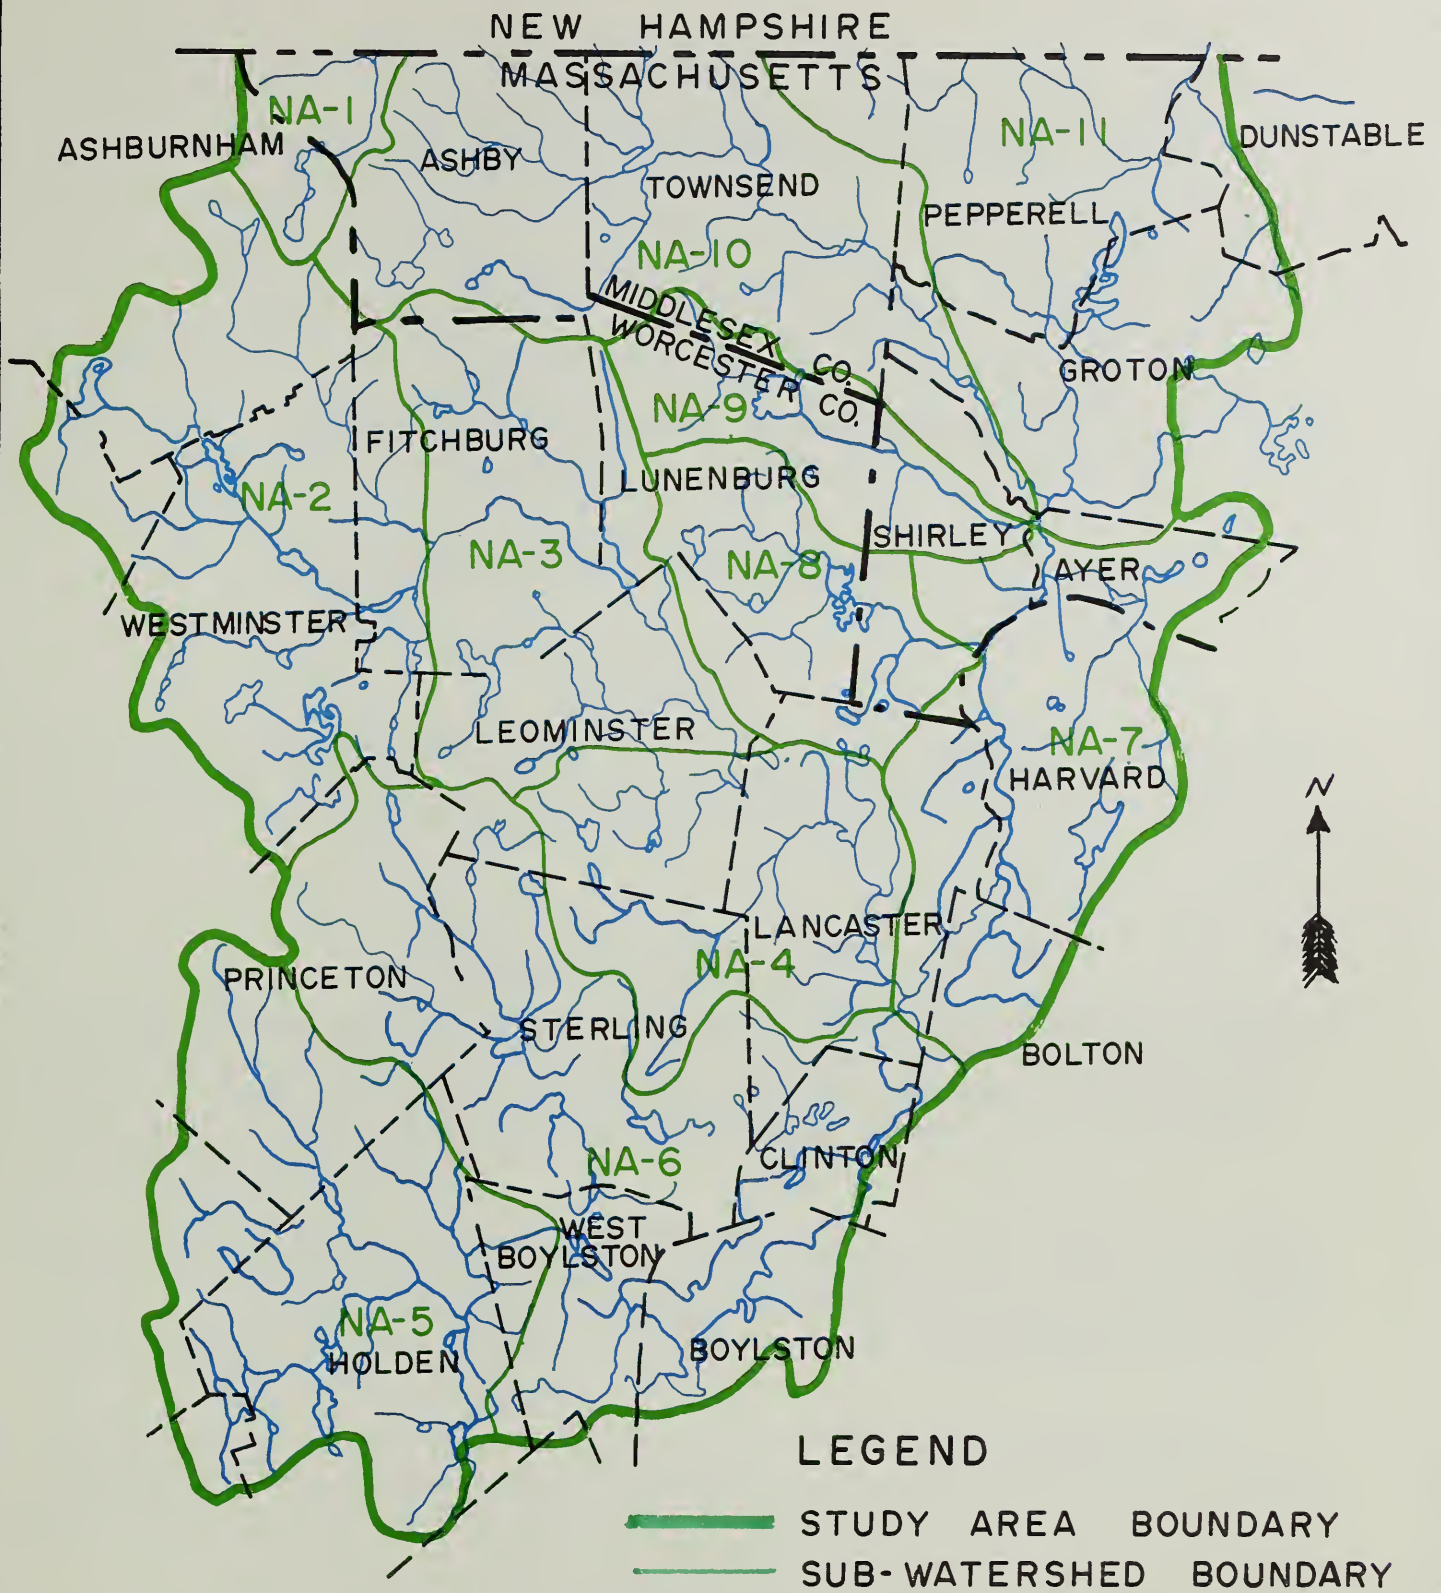 NEW HAMPSHIRE
MASSACHUSETTS
NA-1
NA-11
ASHBURNHAM
ASHBY
DUNSTABLE
TOWNSEND
PEPPERELL
NA-10
MIDDLESEX CO.
WORCESTER CO.
GROTON
NA-9
FITCHBURG
LUNENBURG
NA-2
SHIRLEY
NA-3
NA-8
AYER
WESTMINSTER
LEOMINSTER
NA-7
HARVARD
N
LANCASTER
NA-4
PRINCETON
STERLING
BOLTON
CLINTON
NA-6
WEST
BOYLSTON
NA-5
HOLDEN
BOYLSTON
LEGEND
STUDY AREA BOUNDARY
SUB-WATERSHED BOUNDARY